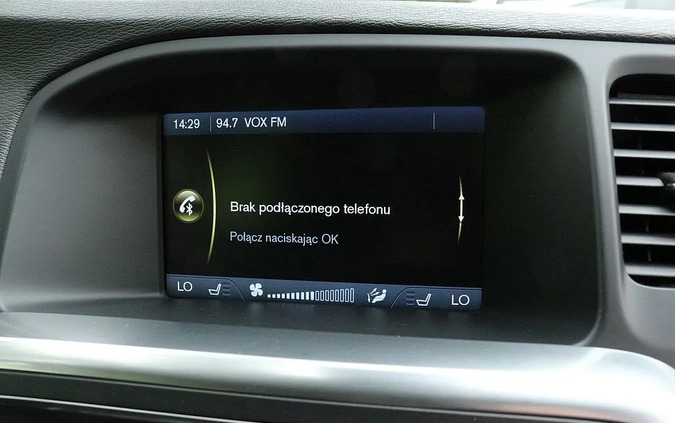 14:29 94.7 VOX FM
Brak podłączonego telefonu
Połącz naciskając OK
LO LO